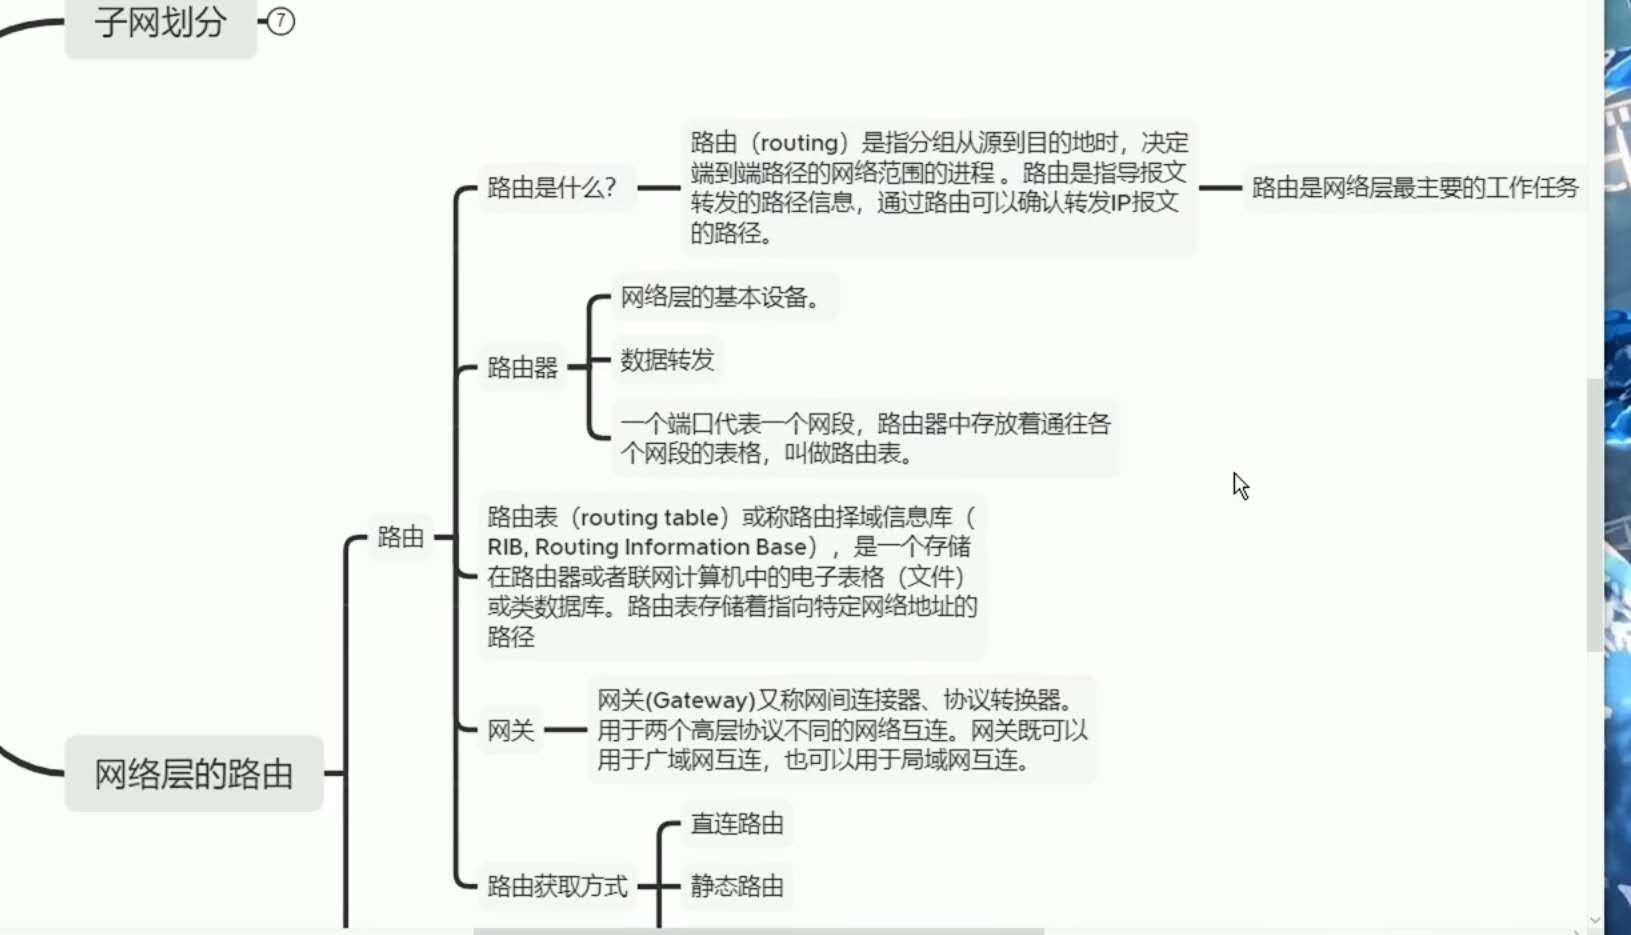 子网划分
7
路由是什么?
路由（routing）是指分组从源到目的地时，决定
端到端路径的网络范围的进程 。路由是指导报文
转发的路径信息，通过路由可以确认转发IP报文
的路径。
路由是网络层最主要的工作任务
路由器
网络层的基本设备。
数据转发
一个端口代表一个网段，路由器中存放着通往各
个网段的表格，叫做路由表。
路由
路由表（routing table）或称路由择域信息库（
RIB, Routing Information Base），是一个存储
在路由器或者联网计算机中的电子表格（文件）
或类数据库。路由表存储着指向特定网络地址的
路径
网关
网关(Gateway)又称网间连接器、协议转换器。
用于两个高层协议不同的网络互连。网关既可以
用于广域网互连，也可以用于局域网互连。
网络层的路由
路由获取方式
直连路由
静态路由